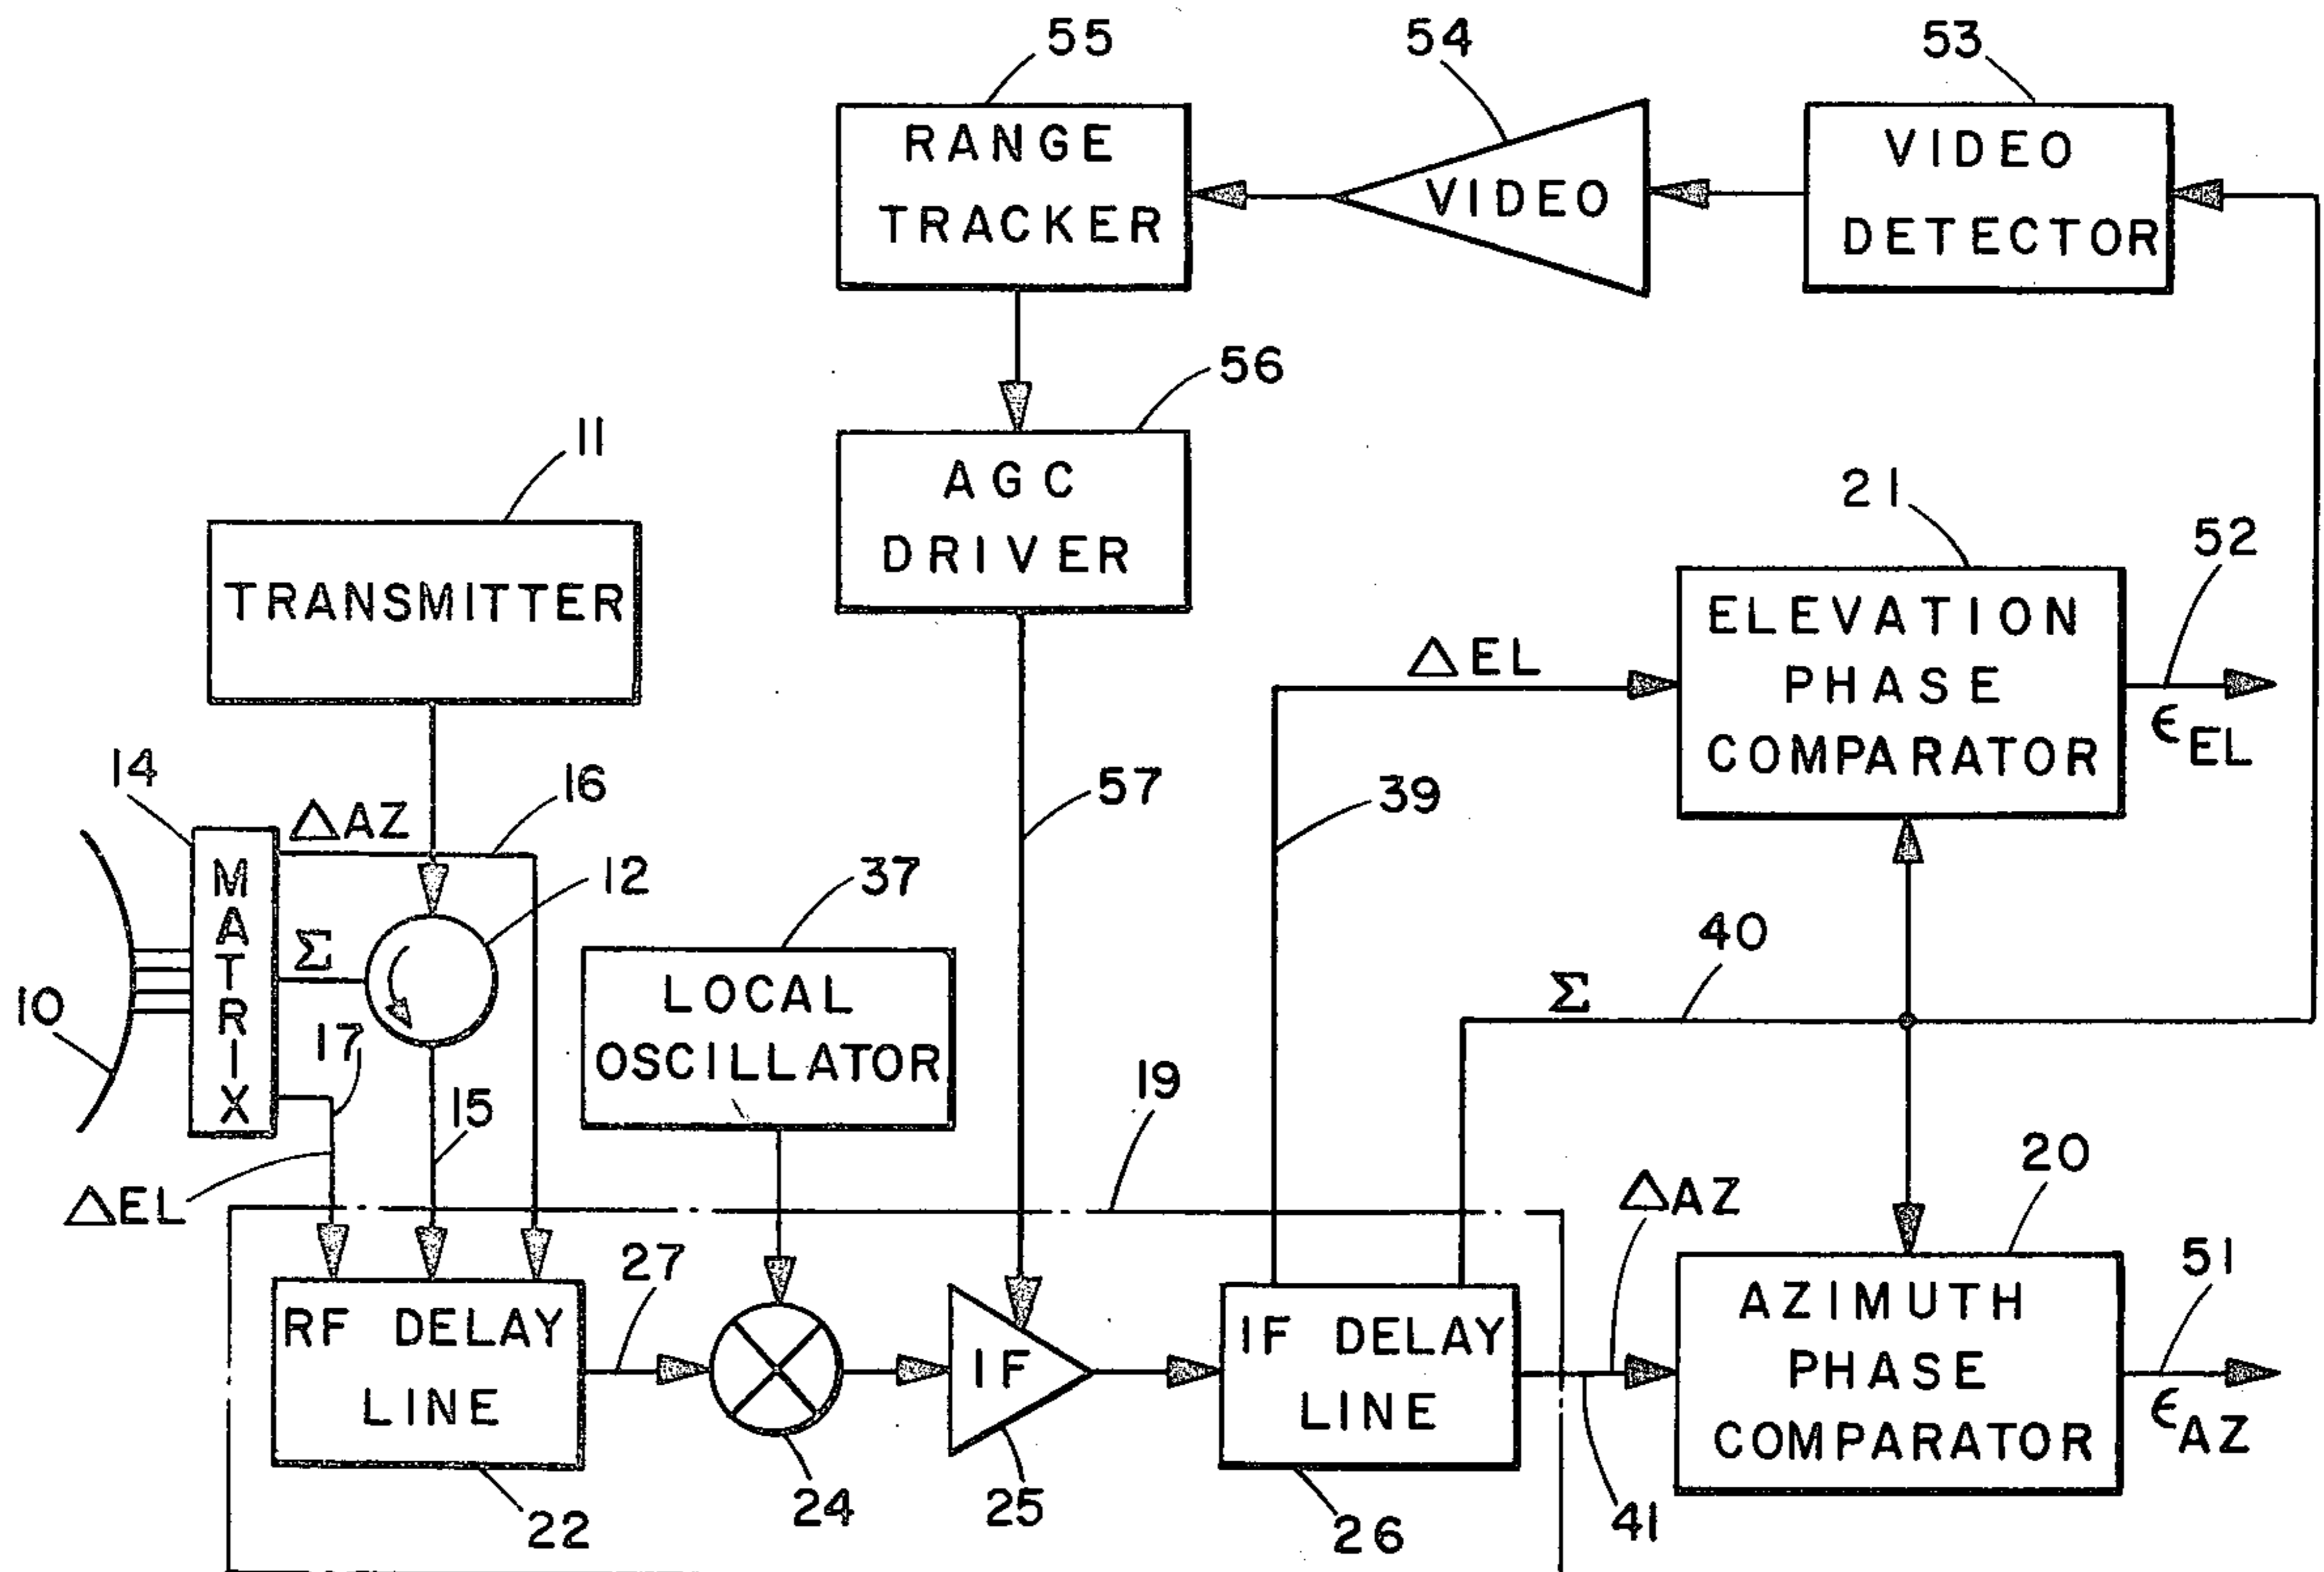 55
54
53
RANGE
TRACKER
VIDEO
VIDEO
DETECTOR
56
11
AGC
DRIVER
TRANSMITTER
21
52
ELEVATION
PHASE
COMPARATOR
ΔEL
ϵEL
14
ΔAZ
16
57
39
12
37
MATRIX
Σ
10
17
LOCAL
OSCILLATOR
40
Σ
15
19
ΔEL
20
ΔAZ
27
51
RF DELAY
LINE
IF
IF DELAY
LINE
AZIMUTH
PHASE
COMPARATOR
ϵAZ
22
24
25
26
41